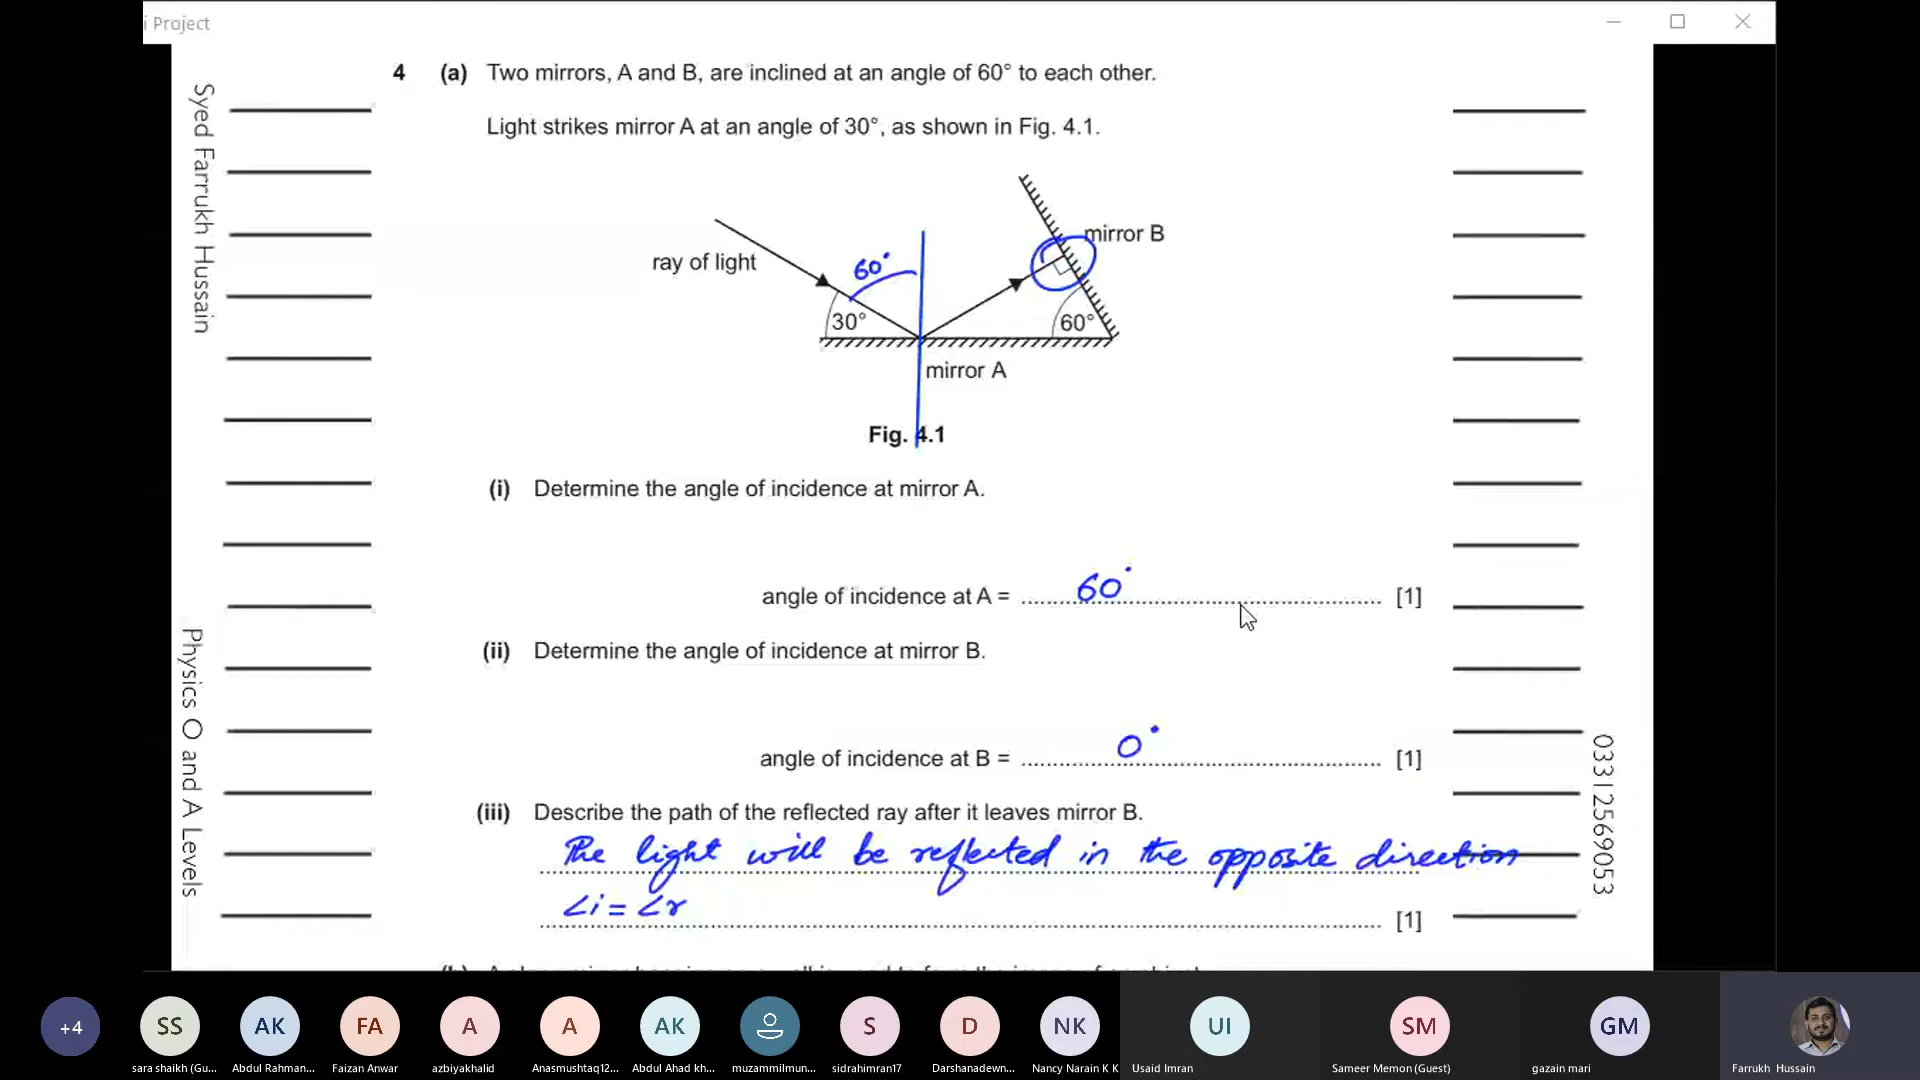 i Project
4 (a) Two mirrors, A and B, are inclined at an angle of 60° to each other.
Light strikes mirror A at an angle of 30°, as shown in Fig. 4.1.
mirror B
ray of light
60°
30°
60°
mirror A
Fig. 4.1
(i) Determine the angle of incidence at mirror A.
angle of incidence at A = 60° [1]
(ii) Determine the angle of incidence at mirror B.
angle of incidence at B = 0° [1]
(iii) Describe the path of the reflected ray after it leaves mirror B.
The light will be reflected in the opposite direction
∠i = ∠r [1]
Syed Farrukh Hussain
Physics O and A Levels
03312569053
+4
SS
AK
FA
A
A
AK
S
D
NK
UI
SM
GM
sara shaikh (Gu...
Abdul Rahman...
Faizan Anwar
azbiyakhalid
Anasmushtaq12...
Abdul Ahad kh...
muzammilmun...
sidrahimran17
Darshanadewn...
Nancy Narain K K
Usaid Imran
Sameer Memon (Guest)
gazain mari
Farrukh Hussain